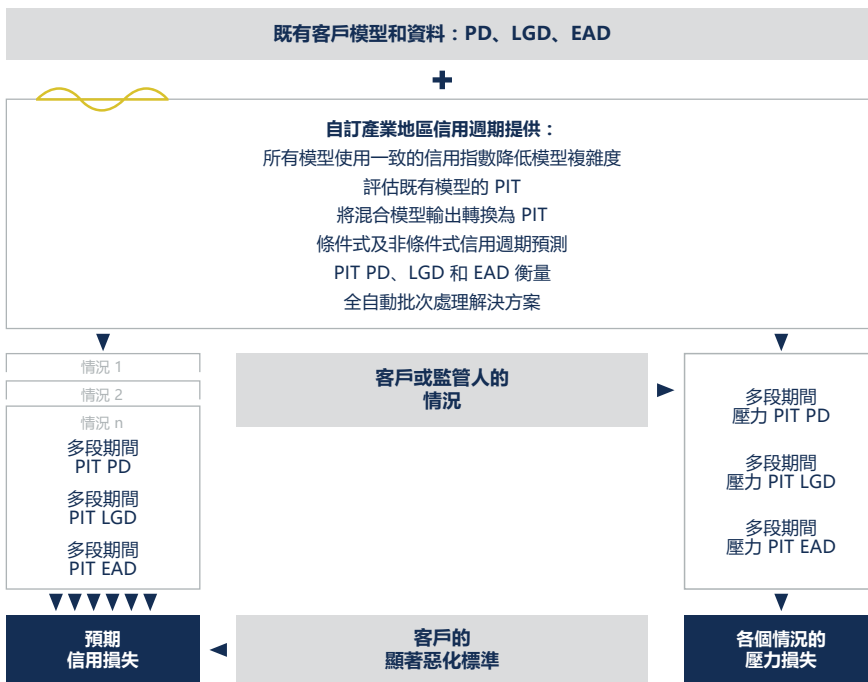 既有客戶模型和資料：PD、LGD、EAD
+
自訂產業地區信用週期提供：
所有模型使用一致的信用指數降低模型複雜度
評估既有模型的 PIT
將混合模型輸出轉換為 PIT
條件式及非條件式信用週期預測
PIT PD、LGD 和 EAD 衡量
全自動批次處理解決方案
情況 1
情況 2
情況 n
多段期間
PIT PD
多段期間
PIT LGD
多段期間
PIT EAD
客戶或監管人的
情況
多段期間
壓力 PIT PD
多段期間
壓力 PIT LGD
多段期間
壓力 PIT EAD
預期
信用損失
客戶的
顯著惡化標準
各個情況的
壓力損失